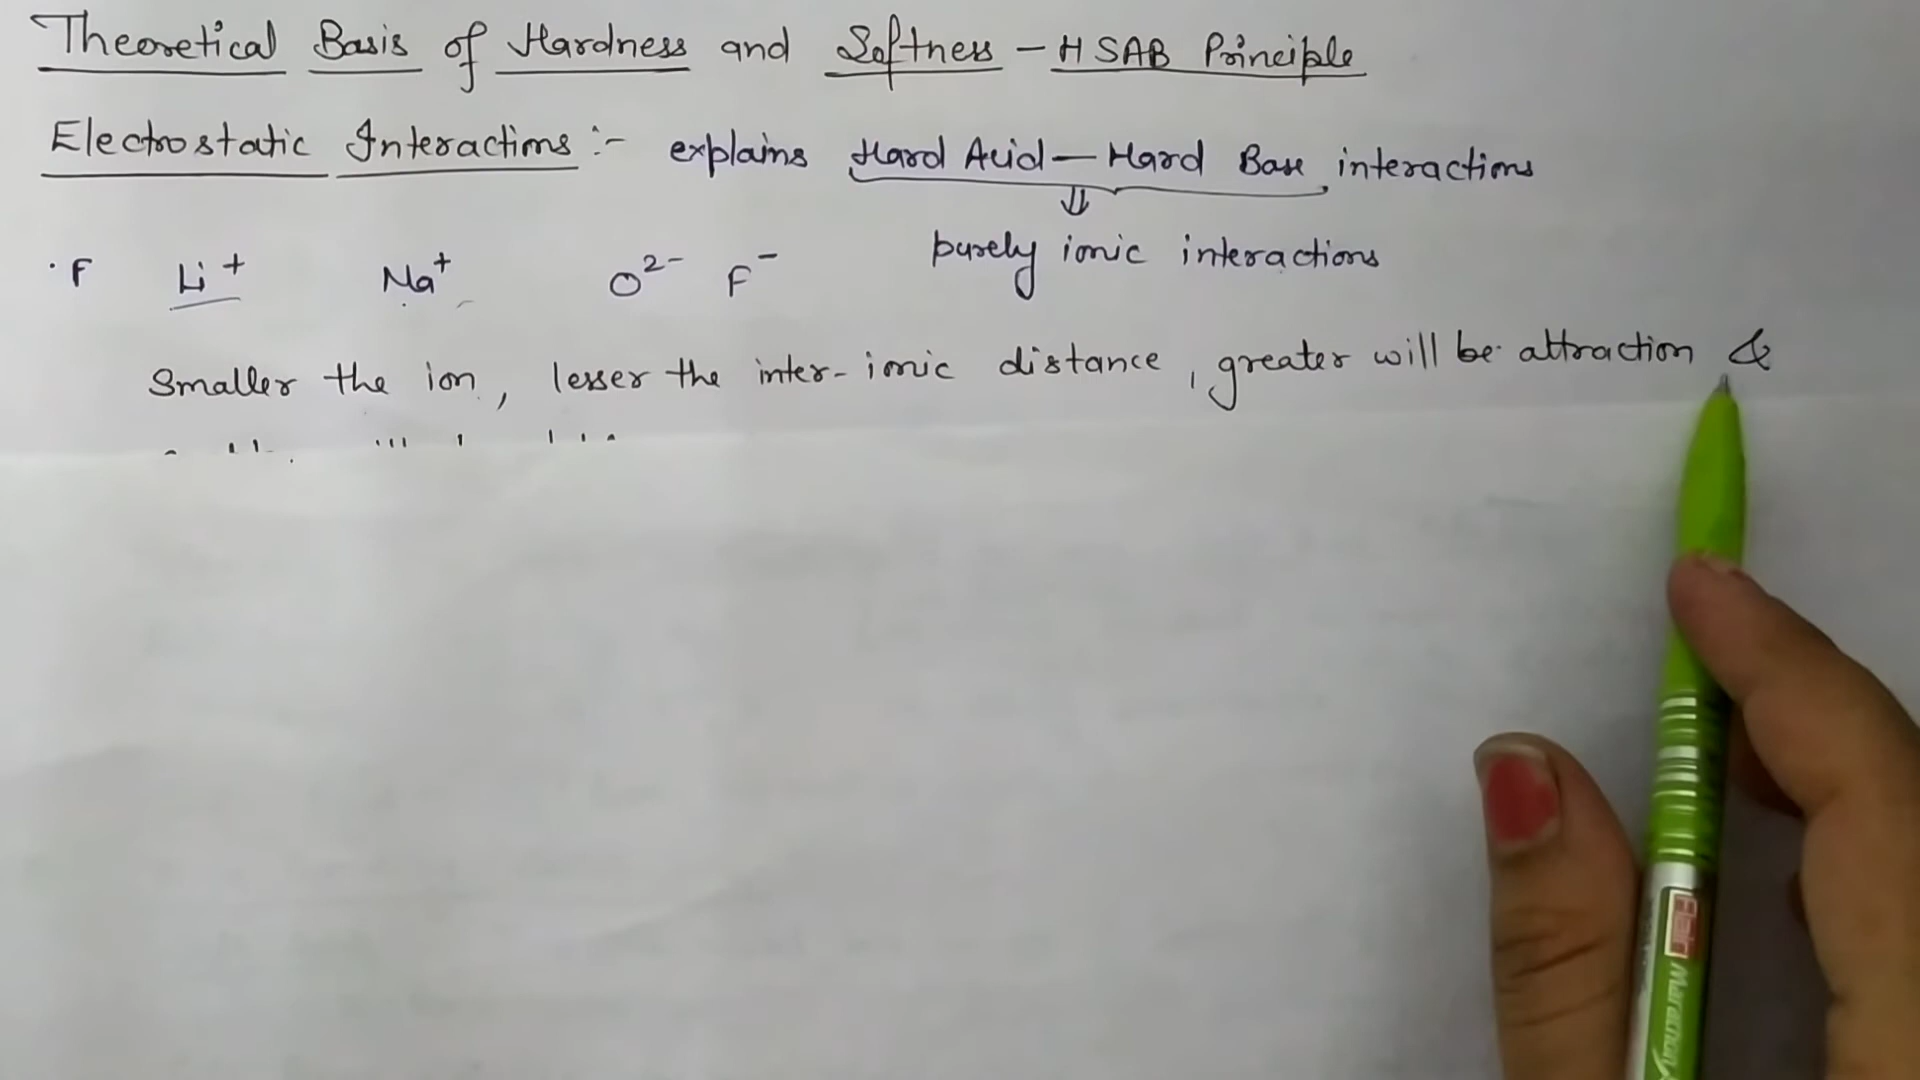 Theoretical Basis of Hardness and Softness - HSAB Principle
Electrostatic Interactions :- explains Hard Acid - Hard Base interactions
⇓
purely ionic interactions
· F Li⁺ Na⁺ O²⁻ F⁻
Smaller the ion, lesser the inter-ionic distance, greater will be attraction &
Flair